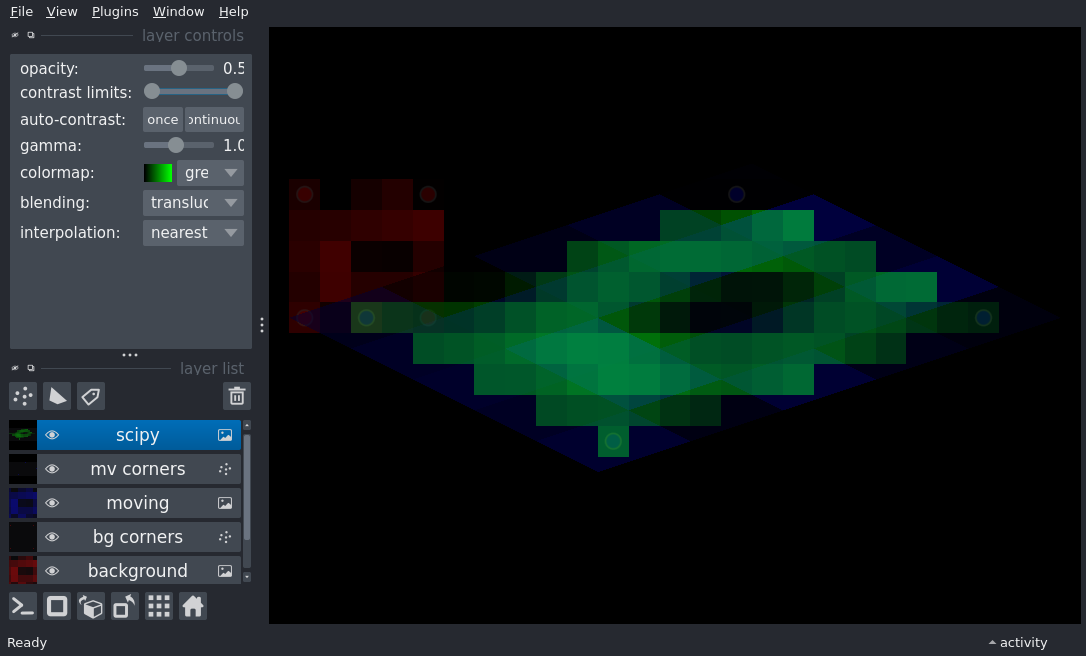 File View Plugins Window Help
layer controls
opacity: 0.5
contrast limits:
auto-contrast: once ontinuou
gamma: 1.0
colormap: gre
blending: transluc
interpolation: nearest
layer list
scipy
mv corners
moving
bg corners
background
Ready
activity